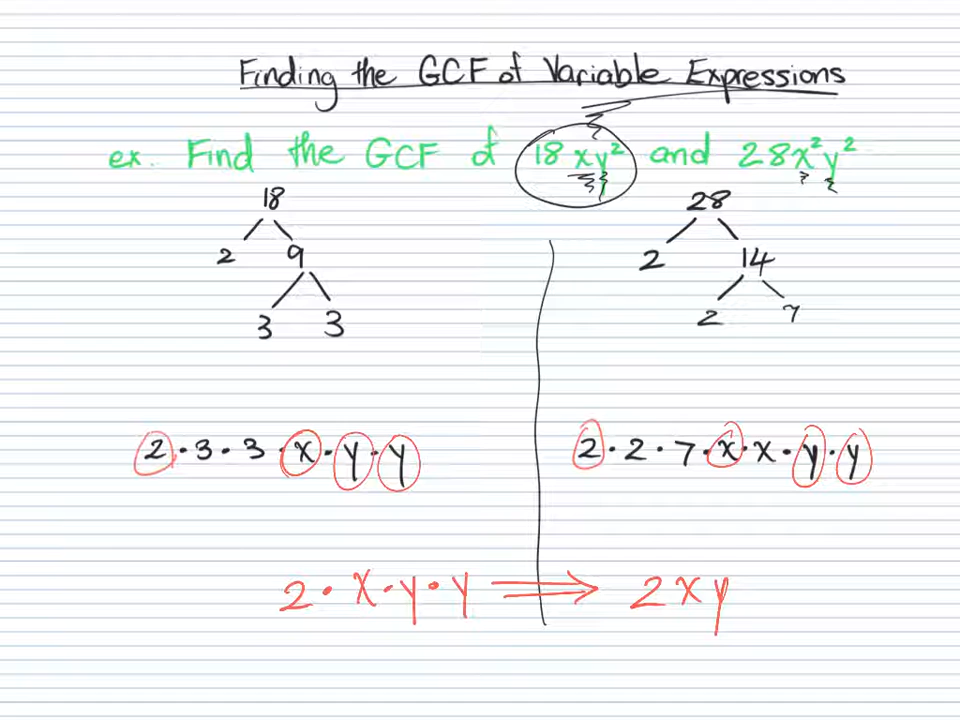 Finding the GCF of Variable Expressions
ex. Find the GCF of 18xy² and 28x²y²
18 28
2 9 2 14
3 3 2 7
2·3·3·x·y·y 2·2·7·x·x·y·y
2·x·y·y ⟹ 2xy